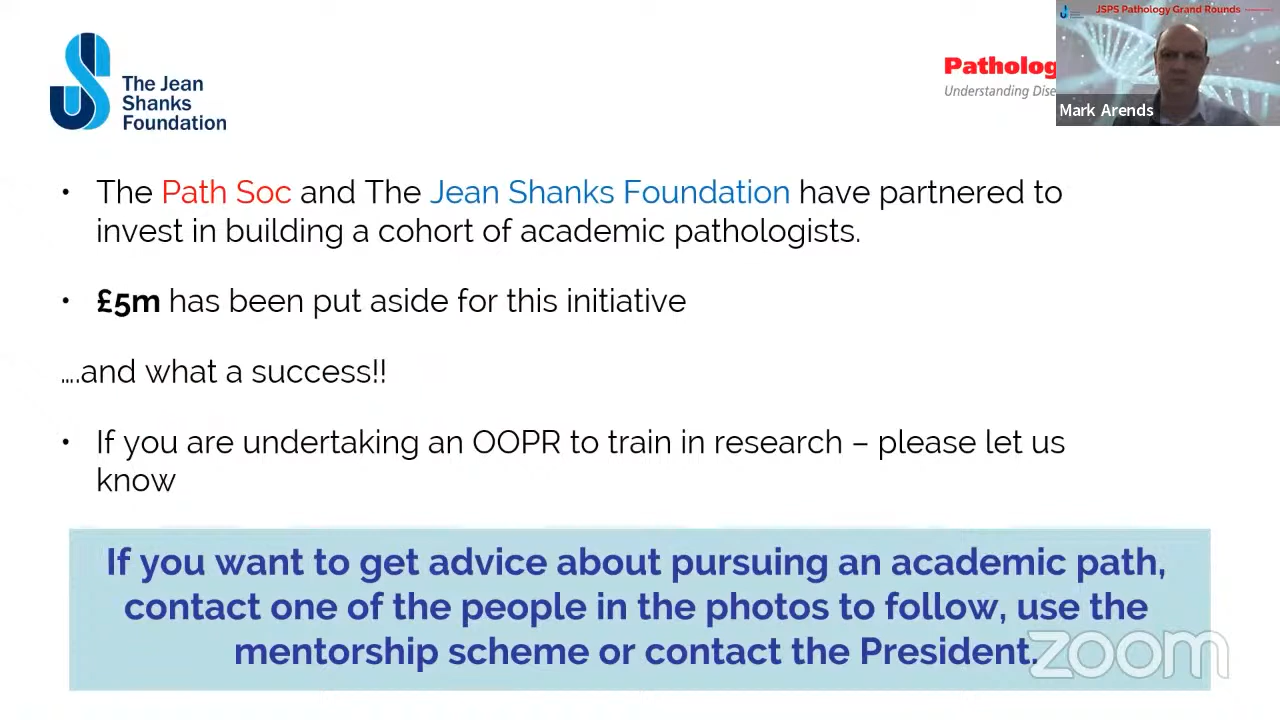 JSPS Pathology Grand Rounds
The Jean
Shanks
Foundation
Patholog
Understanding Dise
Mark Arends
• The Path Soc and The Jean Shanks Foundation have partnered to
invest in building a cohort of academic pathologists.
• £5m has been put aside for this initiative
….and what a success!!
• If you are undertaking an OOPR to train in research – please let us
know
If you want to get advice about pursuing an academic path,
contact one of the people in the photos to follow, use the
mentorship scheme or contact the President.
zoom